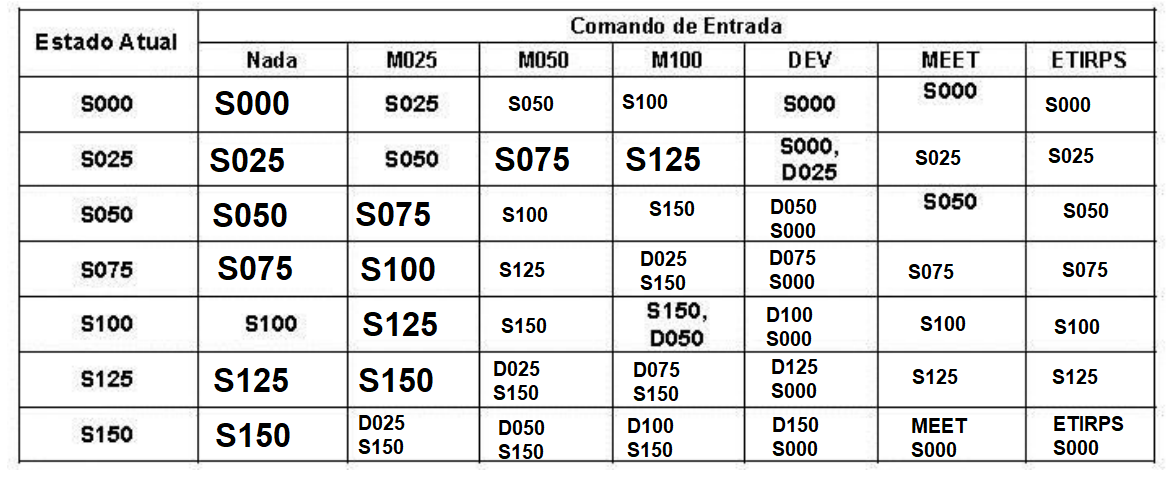 Estado Atual Comando de Entrada
Nada M025 M050 M100 DEV MEET ETIRPS
S000 S000 S025 S050 S100 S000 S000 S000
S025 S025 S050 S075 S125 S000, S025 S025
D025
S050 S050 S075 S100 S150 D050 S050 S050
S000
S075 S075 S100 S125 D025 D075 S075 S075
S150 S000
S100 S100 S125 S150 S150, D100 S100 S100
D050 S000
S125 S125 S150 D025 D075 D125 S125 S125
S150 S150 S000
S150 S150 D025 D050 D100 D150 MEET ETIRPS
S150 S150 S150 S000 S000 S000